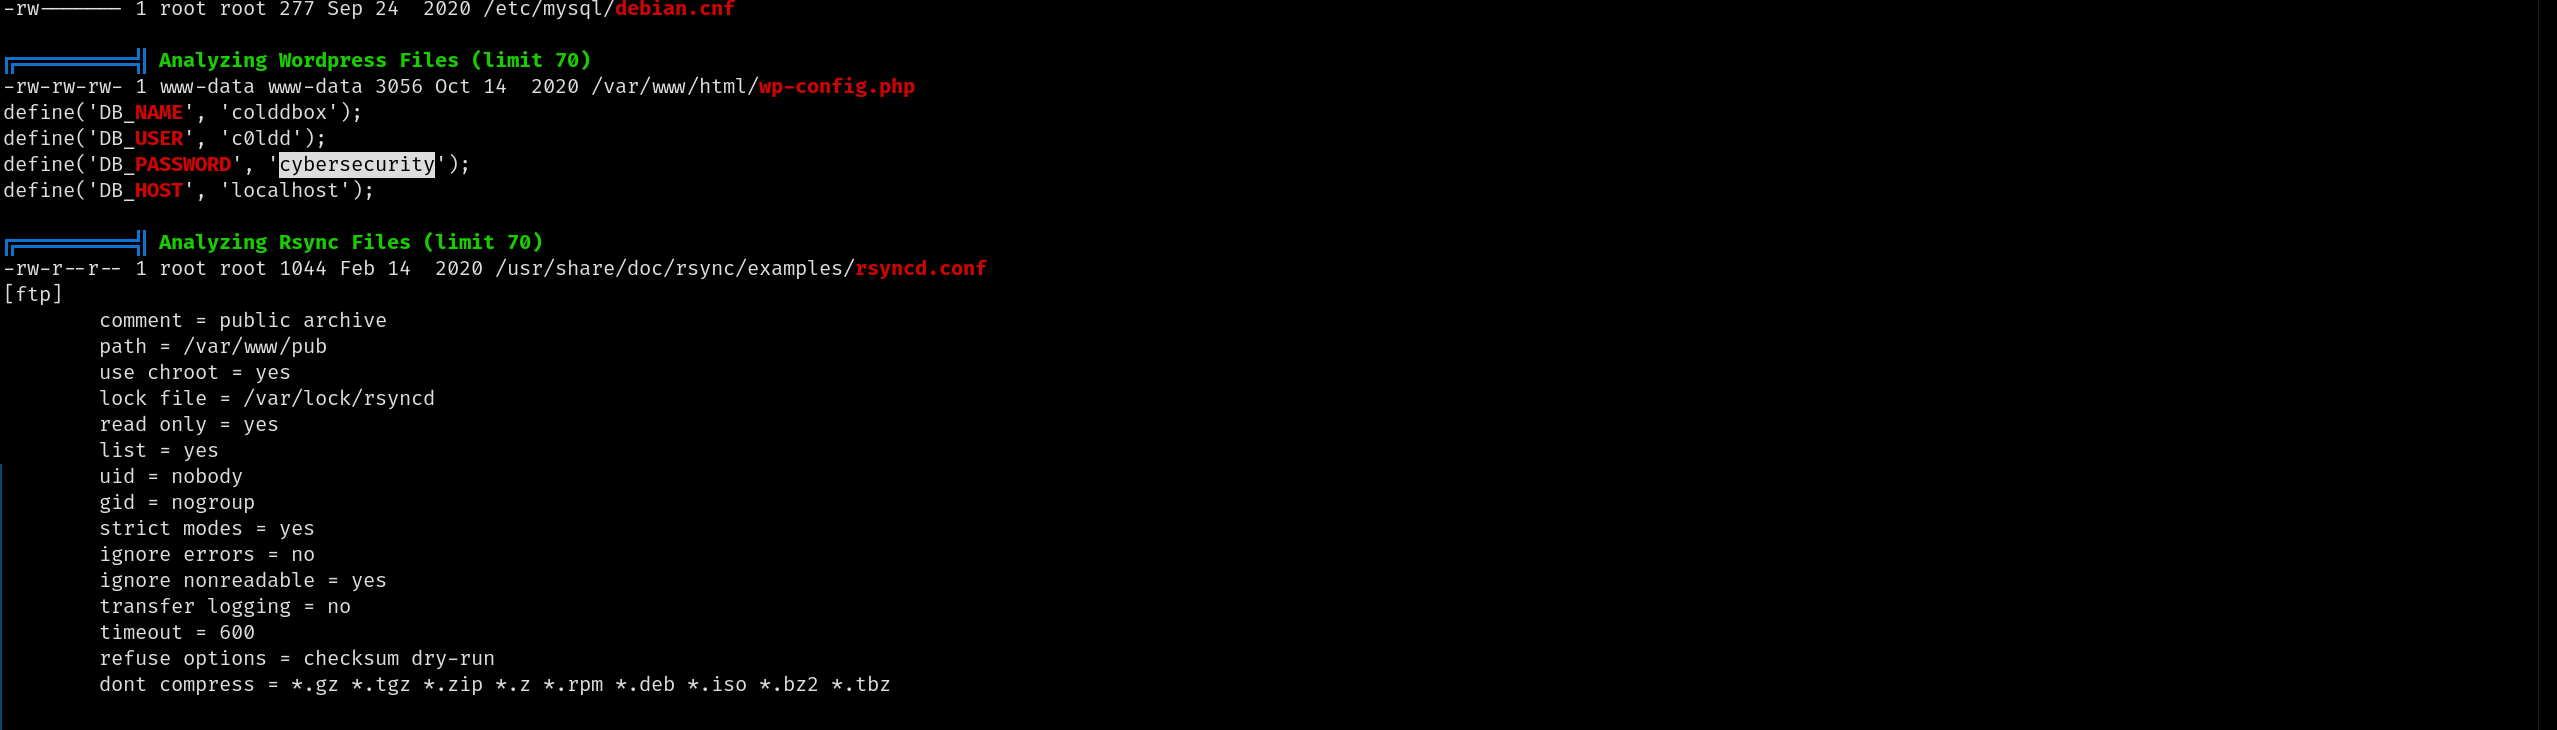 -rw------- 1 root root 277 Sep 24  2020 /etc/mysql/debian.cnf
╔══════════╣ Analyzing Wordpress Files (limit 70)
-rw-rw-rw- 1 www-data www-data 3056 Oct 14  2020 /var/www/html/wp-config.php
define('DB_NAME', 'colddbox');
define('DB_USER', 'c0ldd');
define('DB_PASSWORD', 'cybersecurity');
define('DB_HOST', 'localhost');
╔══════════╣ Analyzing Rsync Files (limit 70)
-rw-r--r-- 1 root root 1044 Feb 14  2020 /usr/share/doc/rsync/examples/rsyncd.conf
[ftp]
        comment = public archive
        path = /var/www/pub
        use chroot = yes
        lock file = /var/lock/rsyncd
        read only = yes
        list = yes
        uid = nobody
        gid = nogroup
        strict modes = yes
        ignore errors = no
        ignore nonreadable = yes
        transfer logging = no
        timeout = 600
        refuse options = checksum dry-run
        dont compress = *.gz *.tgz *.zip *.z *.rpm *.deb *.iso *.bz2 *.tbz